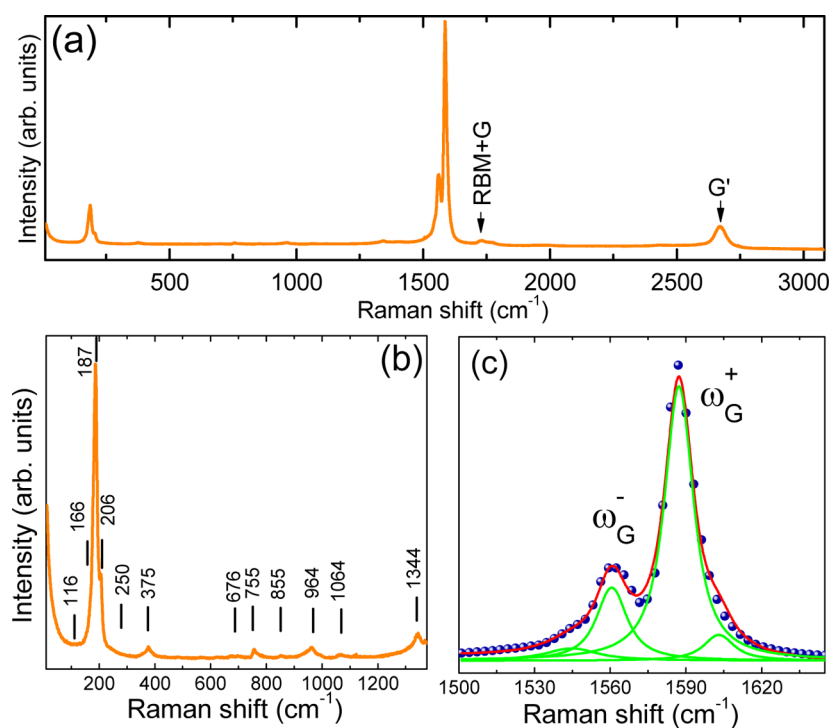 (a)
Intensity (arb. units)
RBM+G
G'
500 1000 1500 2000 2500 3000
Raman shift (cm⁻¹)
(b)
Intensity (arb. units)
116 166 187 206 250 375 676 755 855 964 1064 1344
200 400 600 800 1000 1200
Raman shift (cm⁻¹)
(c)
ω_G^-
ω_G^+
1500 1530 1560 1590 1620
Raman shift (cm⁻¹)